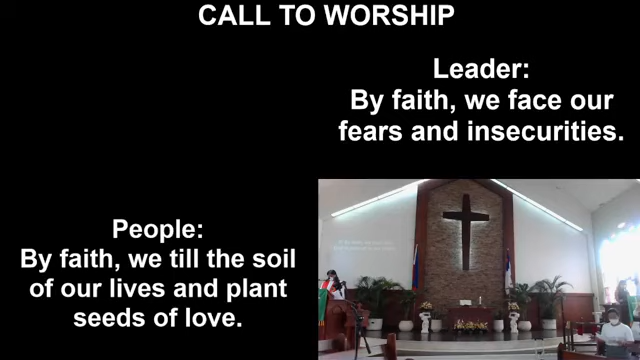 CALL TO WORSHIP
Leader:
By faith, we face our
fears and insecurities.
People:
By faith, we till the soil
of our lives and plant
seeds of love.